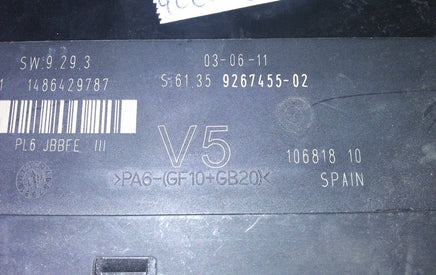 SW:9.29.3 03-06-11
1 1486429787 S:61.35 9267455-02
PL6 JBBFE III V5 106818 10
>PA6-(GF10+GB20)< SPAIN